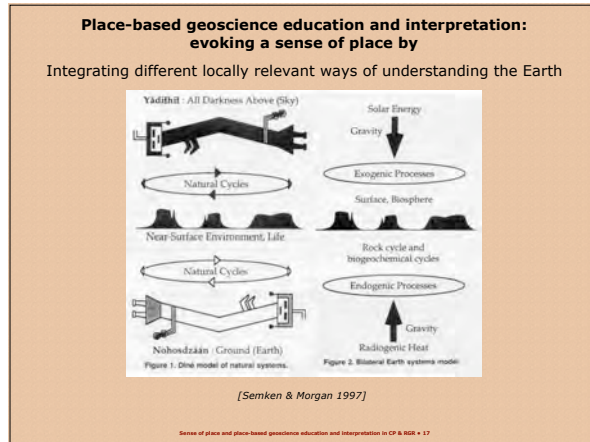 Place-based geoscience education and interpretation:
evoking a sense of place by
Integrating different locally relevant ways of understanding the Earth
Yádiłhił : All Darkness Above (Sky)
Natural Cycles
Near-Surface Environment, Life
Natural Cycles
Nohosdzáán : Ground (Earth)
Figure 1. Diné model of natural systems.
Solar Energy
Gravity
Exogenic Processes
Surface, Biosphere
Rock cycle and
biogeochemical cycles
Endogenic Processes
Gravity
Radiogenic Heat
Figure 2. Bilateral Earth systems model
[Semken & Morgan 1997]
Sense of place and place-based geoscience education and interpretation in CP & RGR • 17